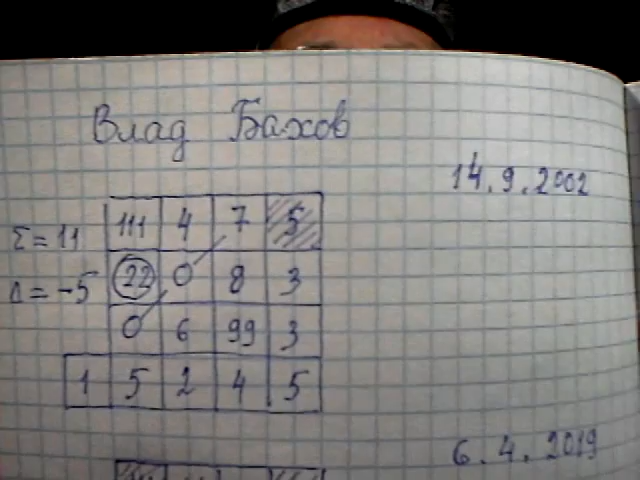 Влад Бахов
14.9.2002
Σ = 11 111 4 7 5
Δ = -5 22 0 8 3
0 6 99 3
1 5 2 4 5
6.4.2019